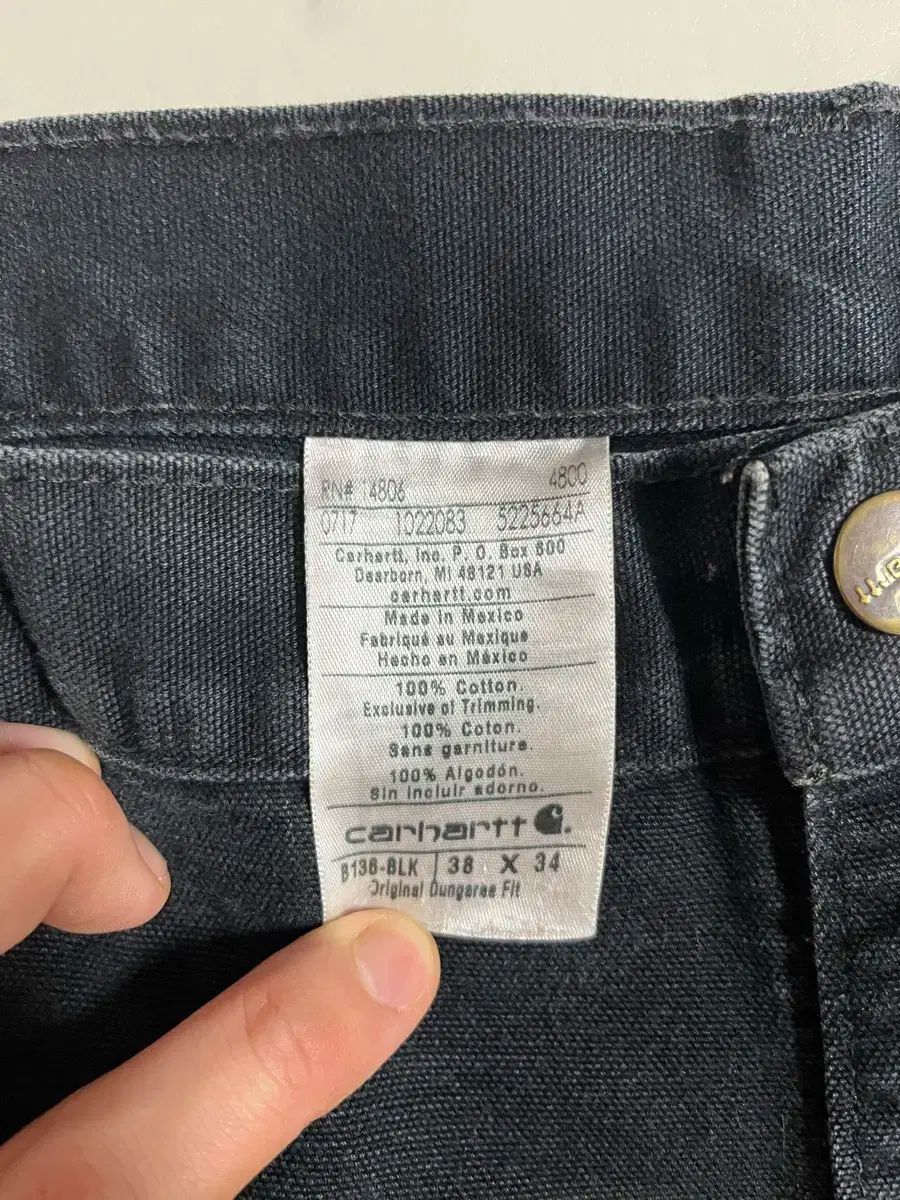 RN# 14806 4800
0717 1022083 5225664A
Carhartt, Inc. P. O. Box 600
Dearborn, MI 48121 USA
carhartt.com
Made in Mexico
Fabriqué au Mexique
Hecho en México
100% Cotton.
Exclusive of Trimming.
100% Coton.
Sans garniture.
100% Algodón.
Sin incluir adorno.
carhartt
B136-BLK 38 X 34
Original Dungaree Fit